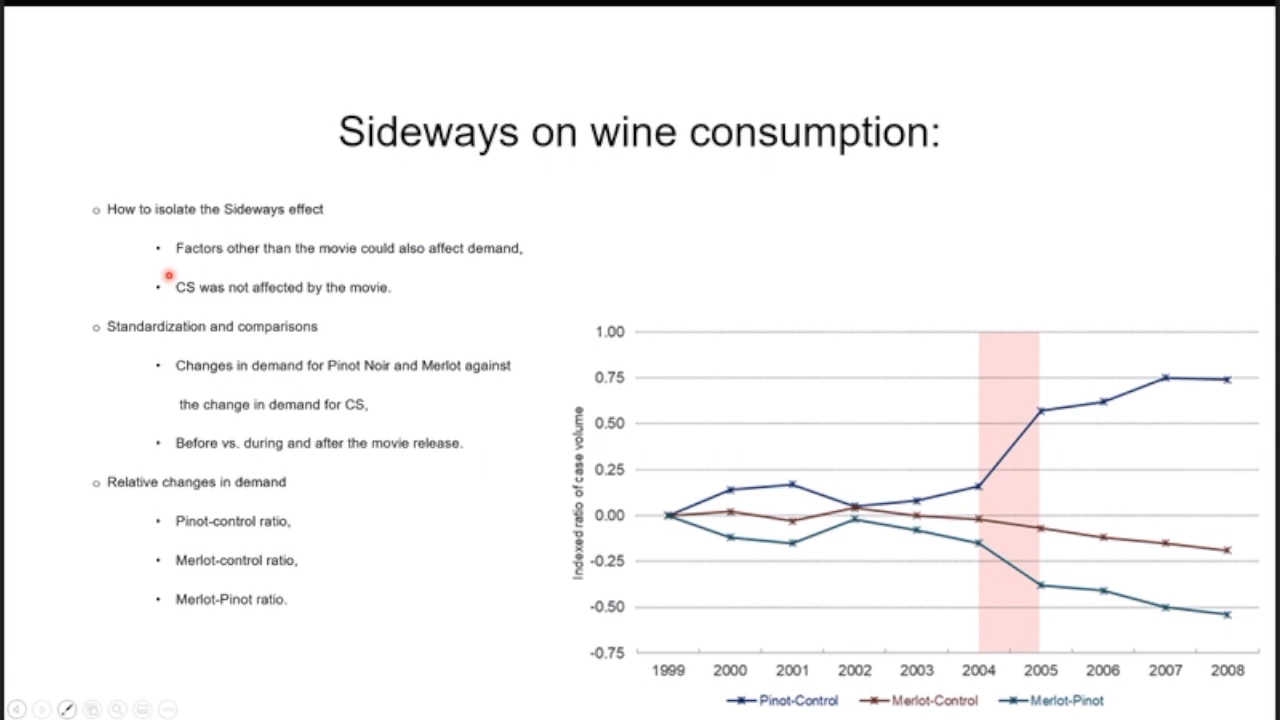 Sideways on wine consumption:
o How to isolate the Sideways effect
• Factors other than the movie could also affect demand,
• CS was not affected by the movie.
o Standardization and comparisons
• Changes in demand for Pinot Noir and Merlot against
the change in demand for CS,
• Before vs. during and after the movie release.
o Relative changes in demand
• Pinot-control ratio,
• Merlot-control ratio,
• Merlot-Pinot ratio.
Indexed ratio of case volume
1.00
0.75
0.50
0.25
0.00
-0.25
-0.50
-0.75
1999 2000 2001 2002 2003 2004 2005 2006 2007 2008
Pinot-Control Merlot-Control Merlot-Pinot